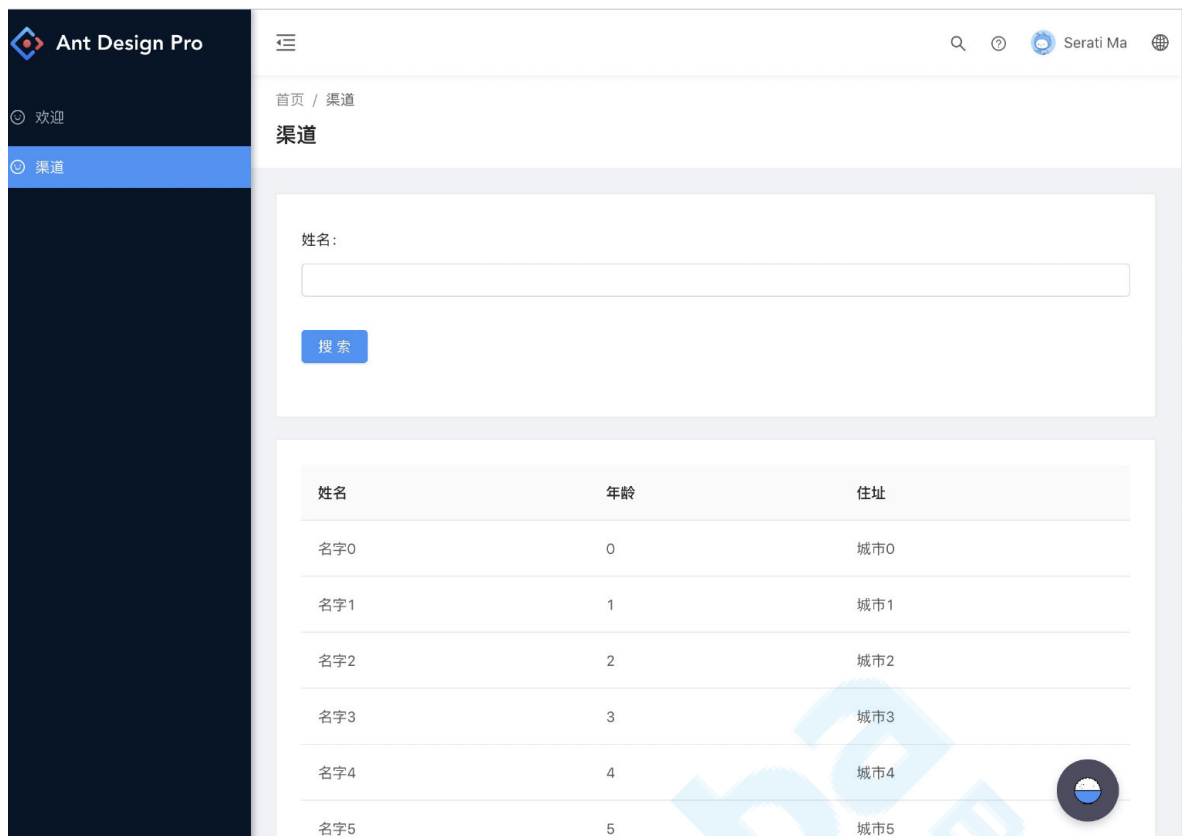 Ant Design Pro
Serati Ma
欢迎
渠道
首页 / 渠道
渠道
姓名:
搜 索
姓名 年龄 住址
名字0 0 城市0
名字1 1 城市1
名字2 2 城市2
名字3 3 城市3
名字4 4 城市4
名字5 5 城市5